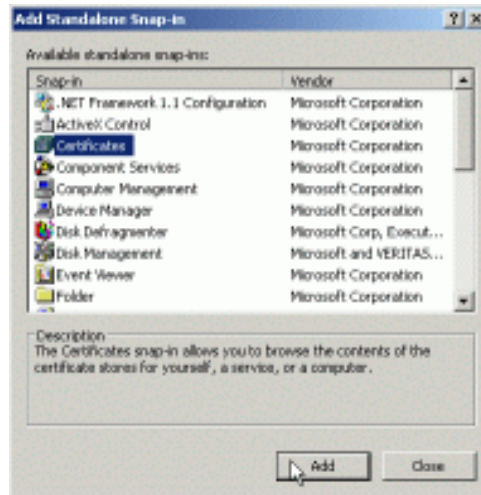 Add Standalone Snap-in
Available standalone snap-ins:
Snap-in Vendor
.NET Framework 1.1 Configuration Microsoft Corporation
ActiveX Control Microsoft Corporation
Certificates Microsoft Corporation
Component Services Microsoft Corporation
Computer Management Microsoft Corporation
Device Manager Microsoft Corporation
Disk Defragmenter Microsoft Corp, Execut...
Disk Management Microsoft and VERITAS...
Event Viewer Microsoft Corporation
Folder Microsoft Corporation
Description
The Certificates snap-in allows you to browse the contents of the
certificate stores for yourself, a service, or a computer.
Add Close